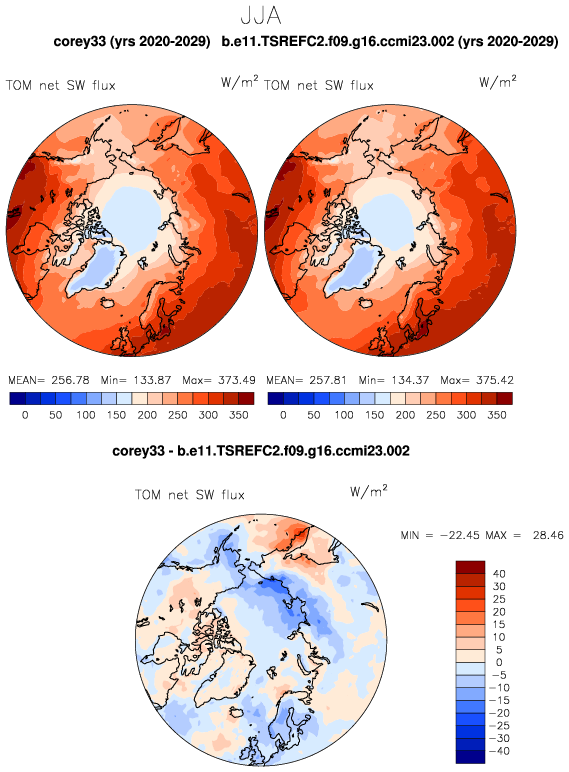 JJA
corey33 (yrs 2020-2029) b.e11.TSREFC2.f09.g16.ccmi23.002 (yrs 2020-2029)
TOM net SW flux W/m² TOM net SW flux W/m²
MEAN= 256.78 Min= 133.87 Max= 373.49 MEAN= 257.81 Min= 134.37 Max= 375.42
0 50 100 150 200 250 300 350 0 50 100 150 200 250 300 350
corey33 - b.e11.TSREFC2.f09.g16.ccmi23.002
TOM net SW flux W/m²
MIN = -22.45 MAX = 28.46
40
30
25
20
15
10
5
0
-5
-10
-15
-20
-25
-30
-40